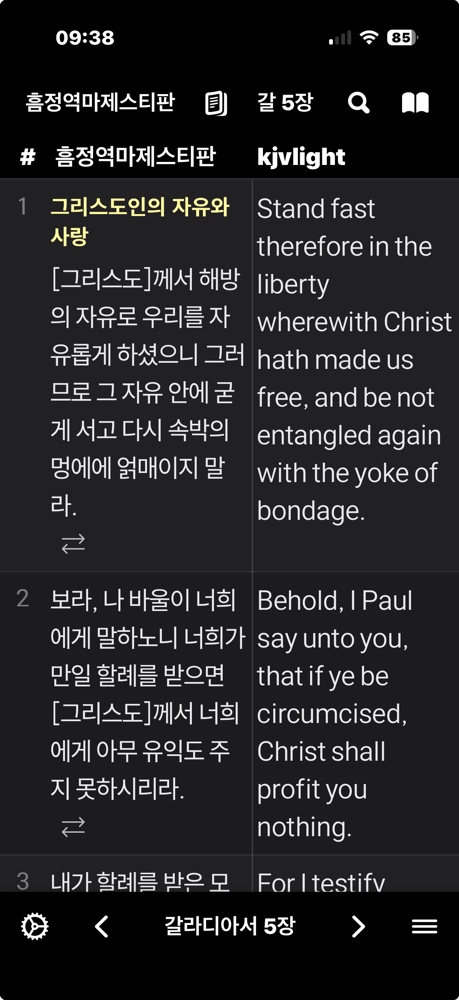 09:38
85
흠정역마제스티판
갈 5장
# 흠정역마제스티판 kjvlight
1
그리스도인의 자유와
사랑
[그리스도]께서 해방
의 자유로 우리를 자
유롭게 하셨으니 그러
므로 그 자유 안에 굳
게 서고 다시 속박의
멍에에 얽매이지 말
라.
Stand fast
therefore in the
liberty
wherewith Christ
hath made us
free, and be not
entangled again
with the yoke of
bondage.
2
보라, 나 바울이 너희
에게 말하노니 너희가
만일 할례를 받으면
[그리스도]께서 너희
에게 아무 유익도 주
지 못하시리라.
Behold, I Paul
say unto you,
that if ye be
circumcised,
Christ shall
profit you
nothing.
3
내가 할례를 받은 모
For I testify
갈라디아서 5장